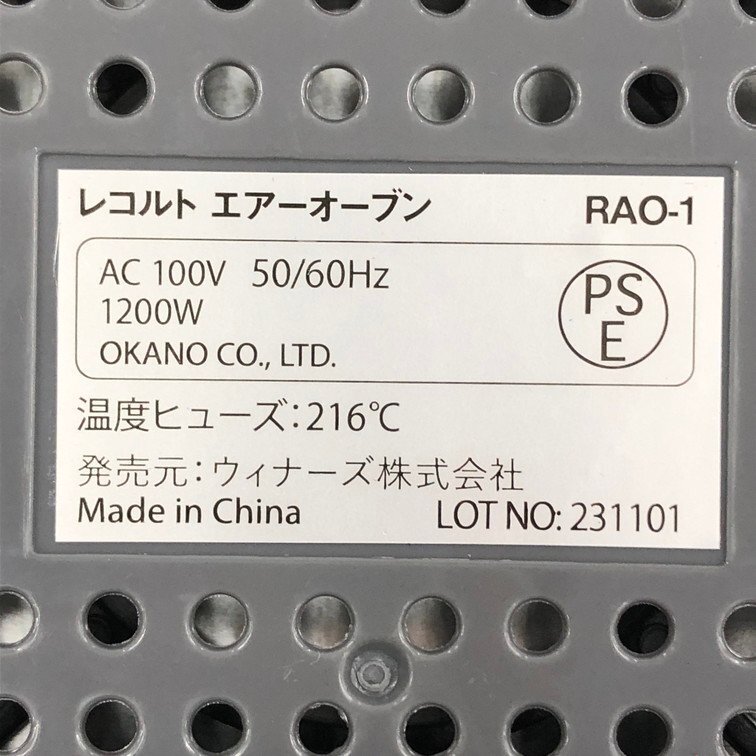 レコルト エアーオーブン RAO-1
AC 100V 50/60Hz
1200W
OKANO CO., LTD.
PS
E
温度ヒューズ：216℃
発売元：ウィナーズ株式会社
Made in China LOT NO: 231101